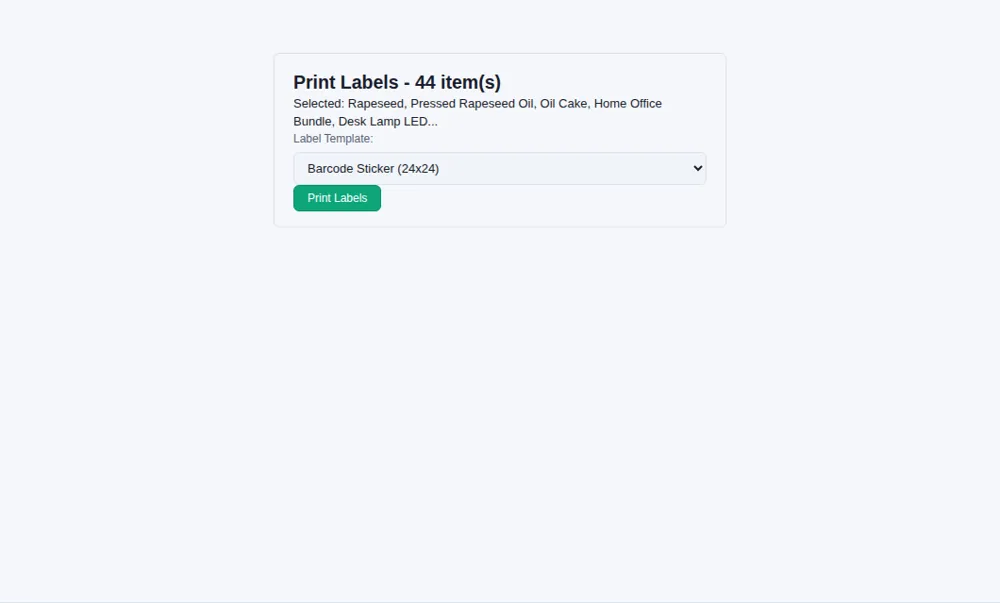 Print Labels - 44 item(s)
Selected: Rapeseed, Pressed Rapeseed Oil, Oil Cake, Home Office
Bundle, Desk Lamp LED...
Label Template:
Barcode Sticker (24x24)
Print Labels